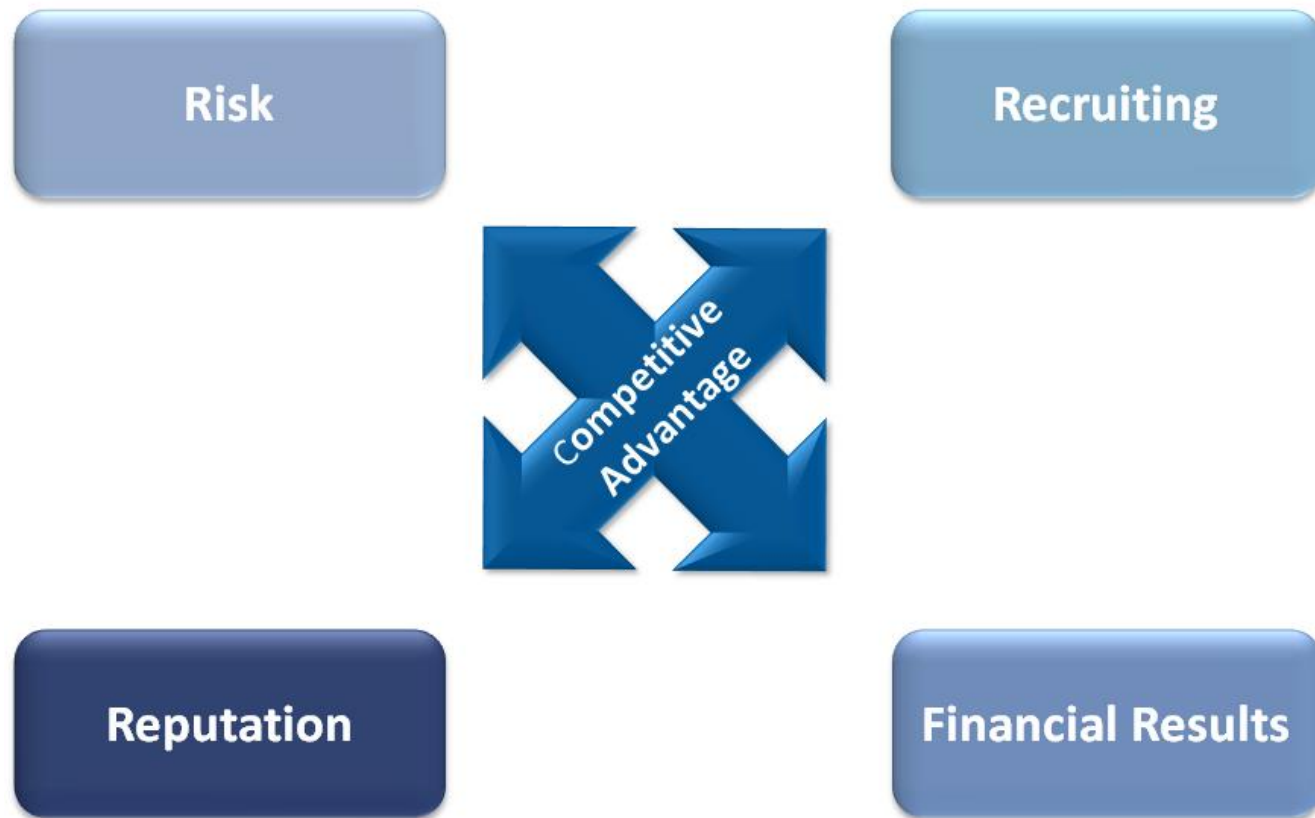 Risk
Recruiting
Competitive
Advantage
Reputation
Financial Results